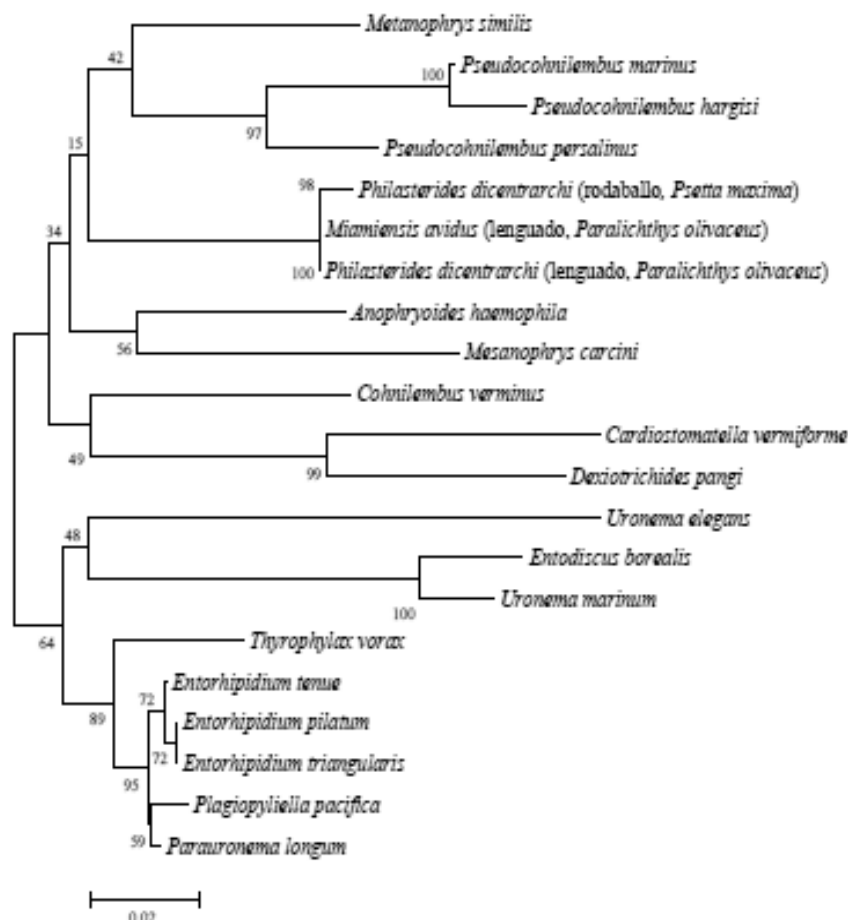 Metanophrys similis
42
Pseudocohnilembus marinus
100
Pseudocohnilembus hargisi
97
Pseudocohnilembus persalinus
15
98
Philasterides dicentrarchi (rodaballo, Psetta maxima)
Miamiensis avidus (lenguado, Paralichthys olivaceus)
34
100
Philasterides dicentrarchi (lenguado, Paralichthys olivaceus)
Anophryoides haemophila
56
Mesanophrys carcini
Cohnilembus verminus
Cardiostomatella vermiforme
49
99
Dexiotrichides pangi
Uronema elegans
48
Entodiscus borealis
Uronema marinum
100
64
Thyrophylax vorax
Entorhipidium tenue
72
89
Entorhipidium pilatum
72
Entorhipidium triangularis
95
Plagiopyliella pacifica
59
Parauronema longum
0.02